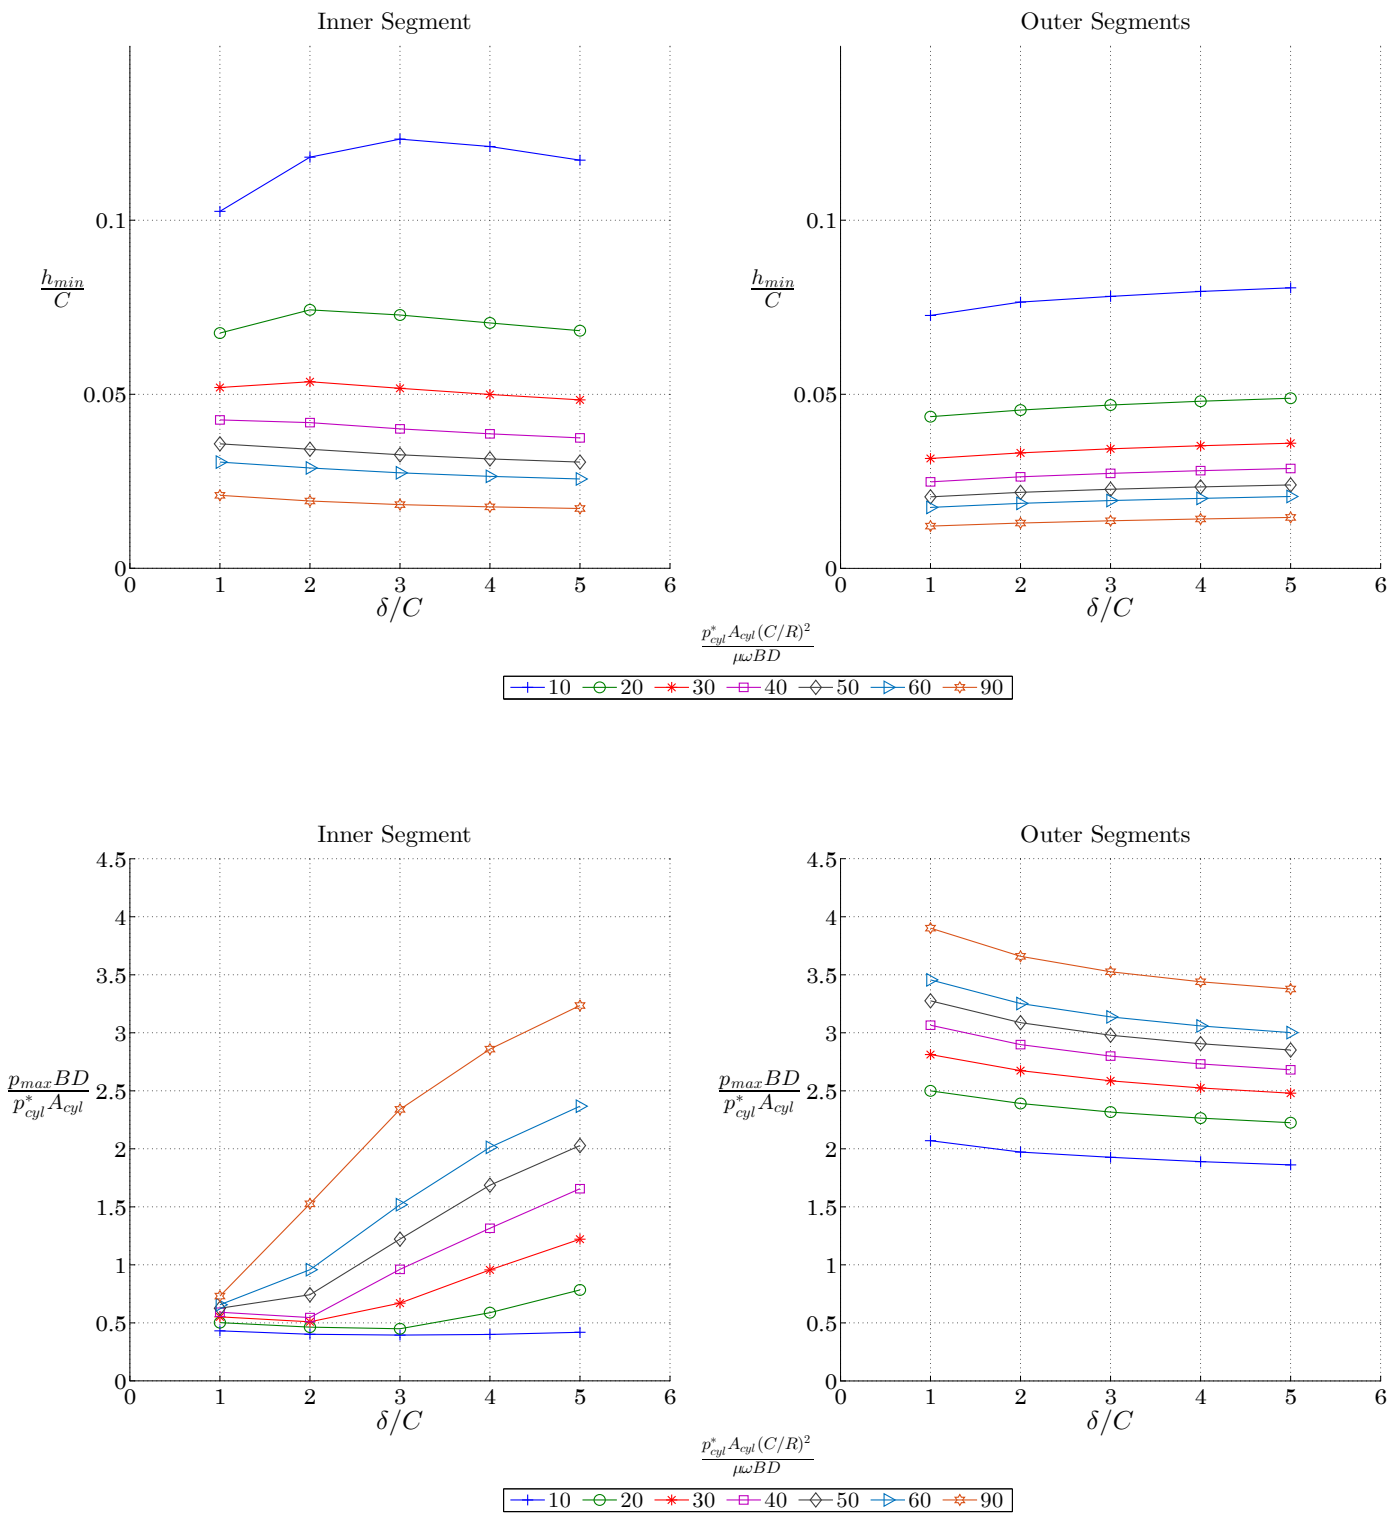 Inner Segment
Outer Segments
0.1
0.05
0
h_min/C
0 1 2 3 4 5 6
δ/C
0.1
0.05
0
h_min/C
0 1 2 3 4 5 6
δ/C
p*_cyl A_cyl (C/R)²/μωBD
10 20 30 40 50 60 90
Inner Segment
Outer Segments
4.5
4
3.5
3
2.5
2
1.5
1
0.5
0
p_max BD/p*_cyl A_cyl
0 1 2 3 4 5 6
δ/C
4.5
4
3.5
3
2.5
2
1.5
1
0.5
0
p_max BD/p*_cyl A_cyl
0 1 2 3 4 5 6
δ/C
p*_cyl A_cyl (C/R)²/μωBD
10 20 30 40 50 60 90